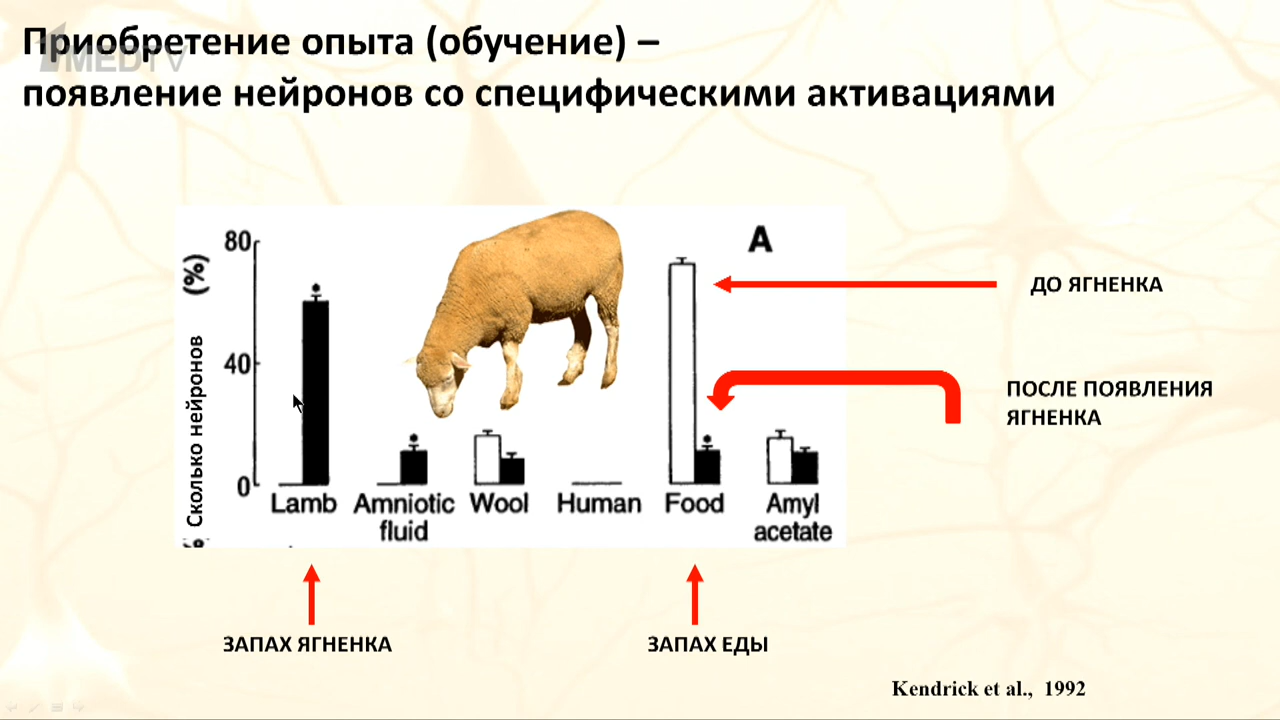 Приобретение опыта (обучение) –
1MEDTV
появление нейронов со специфическими активациями
80
40
0
(%)
Сколько нейронов
A
Lamb
Amniotic
fluid
Wool
Human
Food
Amyl
acetate
ДО ЯГНЕНКА
ПОСЛЕ ПОЯВЛЕНИЯ
ЯГНЕНКА
ЗАПАХ ЯГНЕНКА
ЗАПАХ ЕДЫ
Kendrick et al., 1992